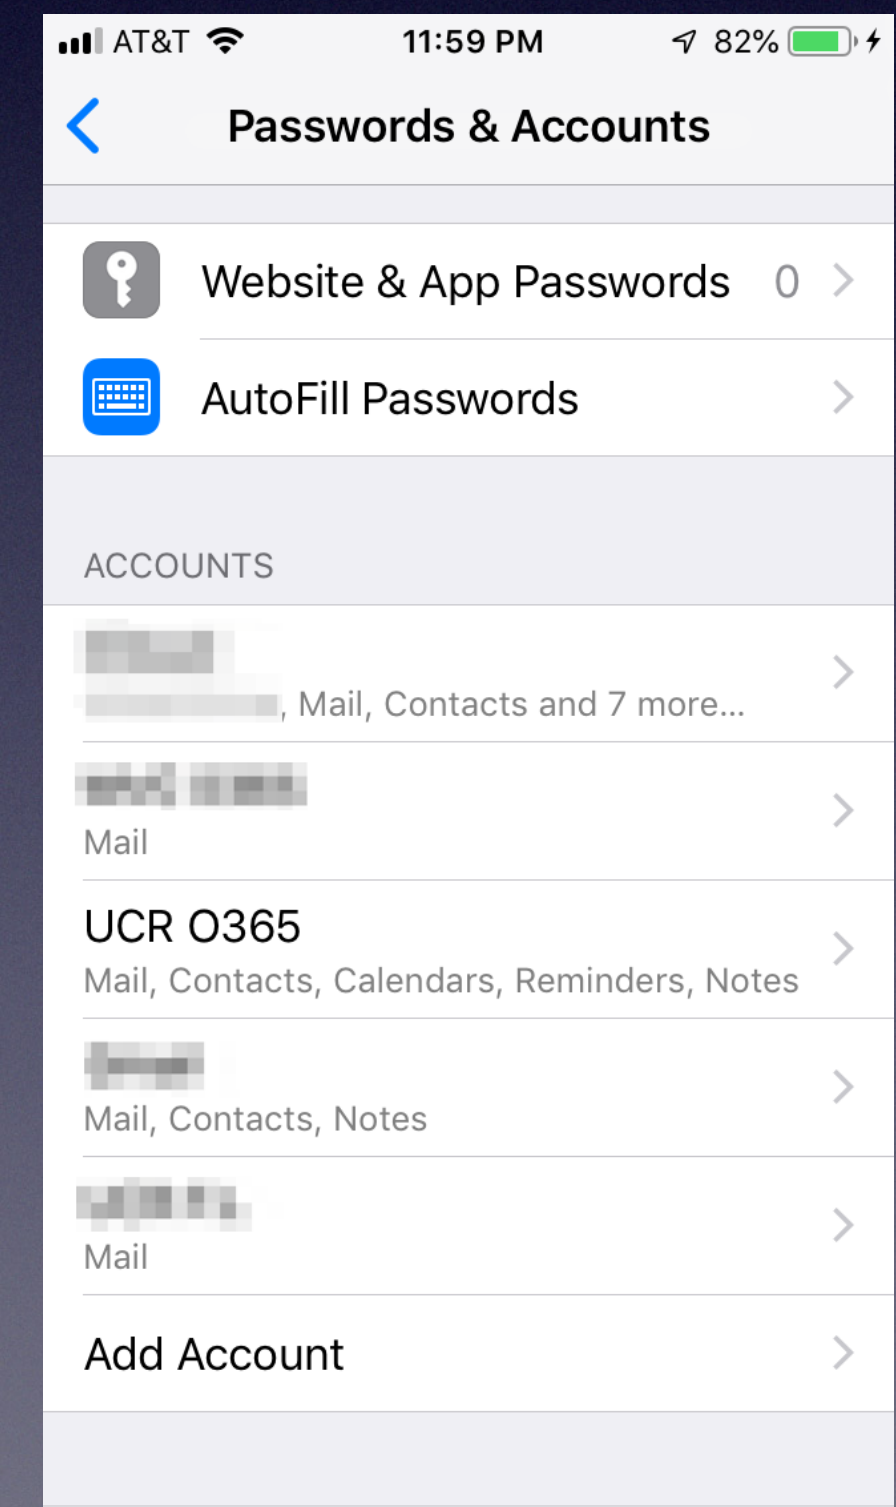 AT&T 11:59 PM 82%
Passwords & Accounts
Website & App Passwords 0
AutoFill Passwords
ACCOUNTS
, Mail, Contacts and 7 more...
Mail
UCR O365
Mail, Contacts, Calendars, Reminders, Notes
Mail, Contacts, Notes
Mail
Add Account